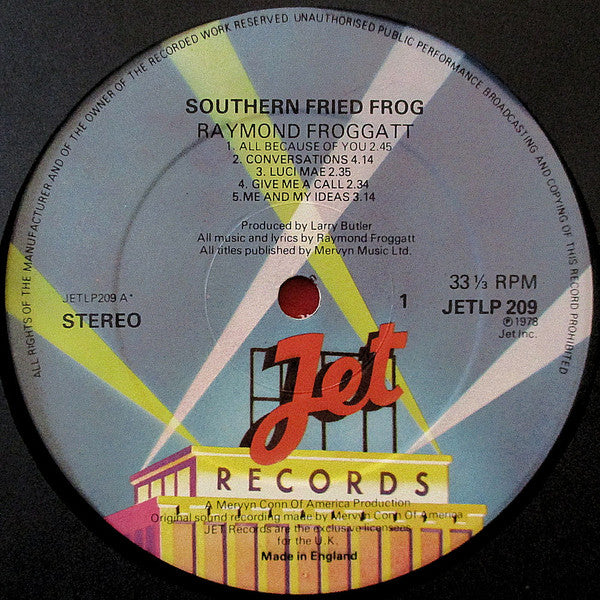 ALL RIGHTS OF THE MANUFACTURER AND OF THE OWNER OF THE RECORDED WORK RESERVED UNAUTHORISED PUBLIC PERFORMANCE BROADCASTING AND COPYING OF THIS RECORD PROHIBITED
SOUTHERN FRIED FROG
RAYMOND FROGGATT
1. ALL BECAUSE OF YOU 2.45
2. CONVERSATIONS 4.14
3. LUCI MAE 2.35
4. GIVE ME A CALL 2.34
5. ME AND MY IDEAS 3.14
Produced by Larry Butler
All music and lyrics by Raymond Froggatt
All titles published by Mervyn Music Ltd.
JETLP209 A*
STEREO
1
33 ⅓ RPM
JETLP 209
℗ 1978
Jet Inc.
Jet
RECORDS
A Mervyn Conn Of America Production
Original sound recording made by Mervyn Conn Of America
JET Records are the exclusive licensees
for the U.K.
Made in England